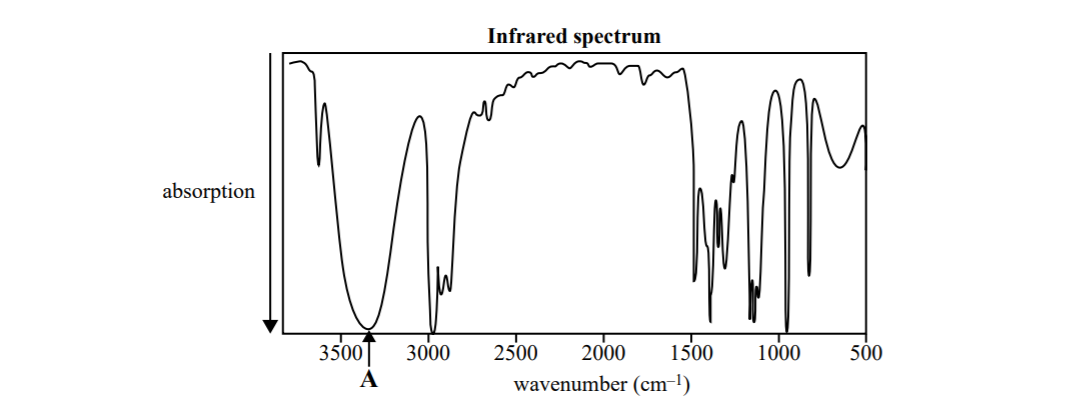 Infrared spectrum
absorption
3500 3000 2500 2000 1500 1000 500
A
wavenumber (cm⁻¹)